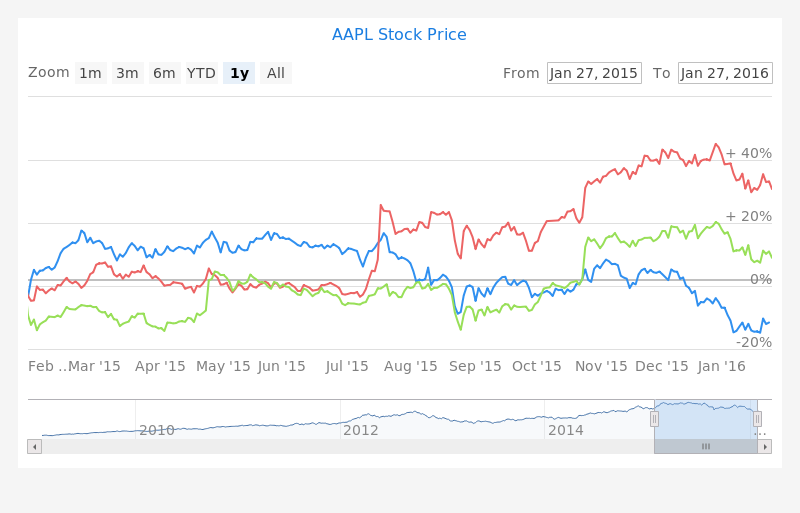 AAPL Stock Price
Zoom 1m 3m 6m YTD 1y All From Jan 27, 2015 To Jan 27, 2016
+ 40%
+ 20%
0%
-20%
Feb .. Mar '15 Apr '15 May '15 Jun '15 Jul '15 Aug '15 Sep '15 Oct '15 Nov '15 Dec '15 Jan '16
2010 2012 2014 ...